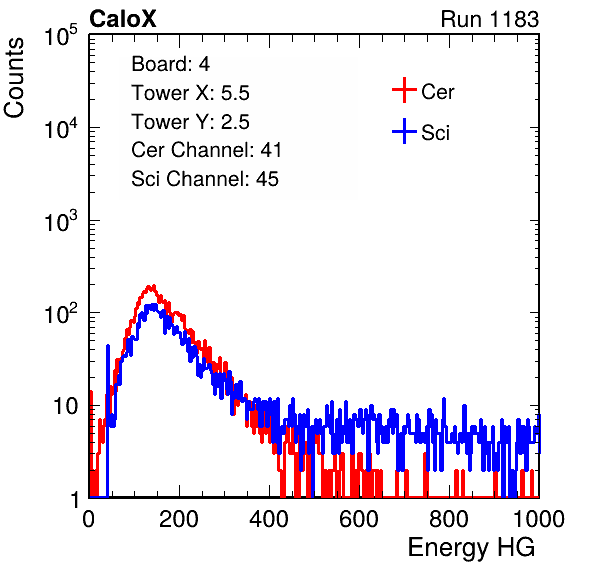 CaloX Run 1183
Counts
Board: 4
Tower X: 5.5
Tower Y: 2.5
Cer Channel: 41
Sci Channel: 45
Cer
Sci
10^5
10^4
10^3
10^2
10
1
0 200 400 600 800 1000
Energy HG